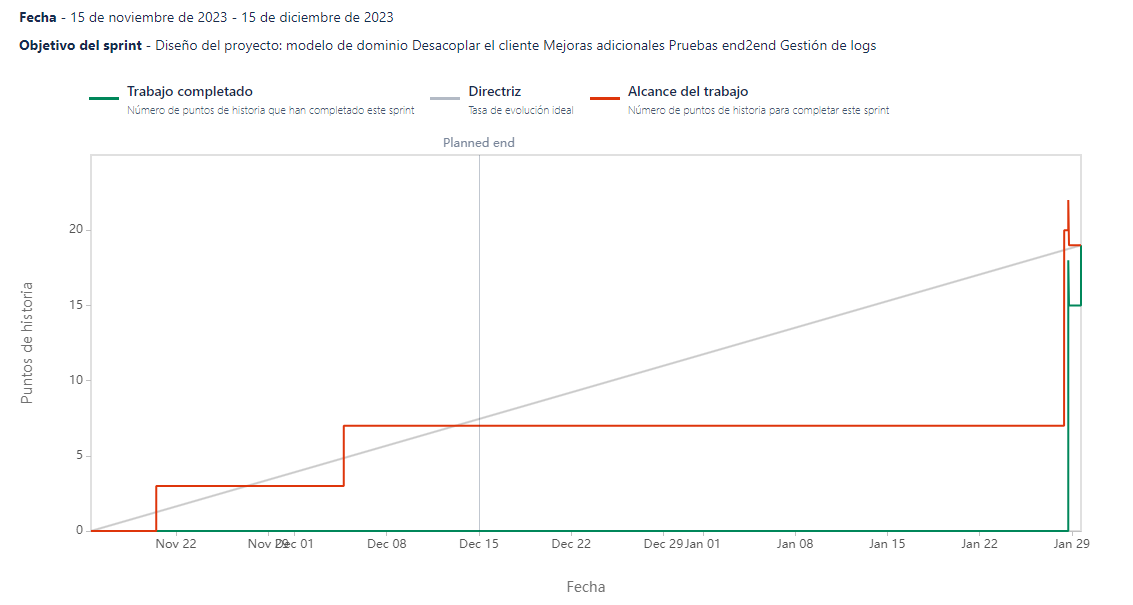 Fecha - 15 de noviembre de 2023 - 15 de diciembre de 2023
Objetivo del sprint - Diseño del proyecto: modelo de dominio Desacoplar el cliente Mejoras adicionales Pruebas end2end Gestión de logs
Trabajo completado
Número de puntos de historia que han completado este sprint
Directriz
Tasa de evolución ideal
Alcance del trabajo
Número de puntos de historia para completar este sprint
Planned end
Puntos de historia
20
15
10
5
0
Nov 22 Nov 29 Dec 01 Dec 08 Dec 15 Dec 22 Dec 29 Jan 01 Jan 08 Jan 15 Jan 22 Jan 29
Fecha